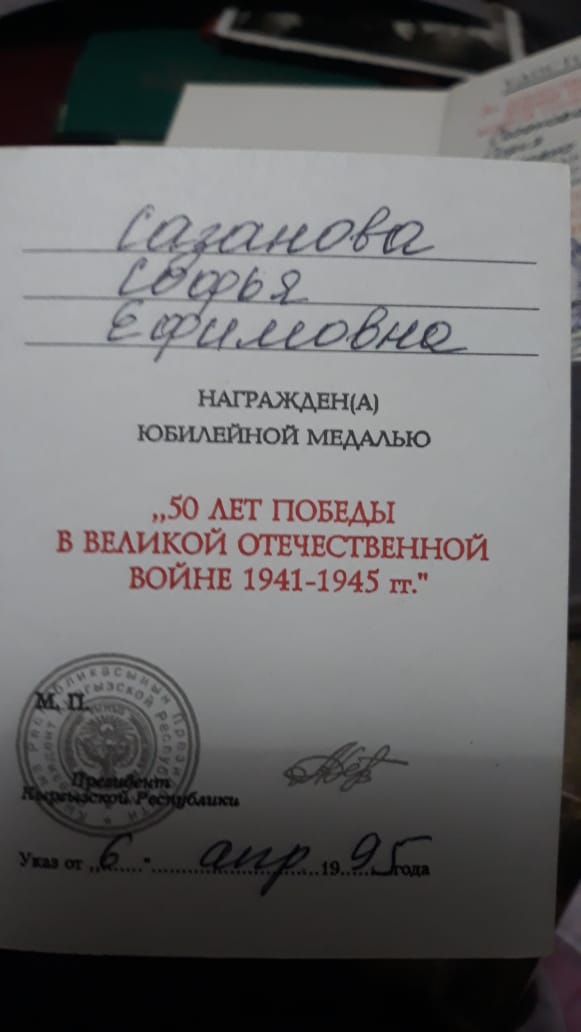 Сазанова
Софья
Ефимовна
НАГРАЖДЕН(А)
ЮБИЛЕЙНОЙ МЕДАЛЬЮ
,,50 ЛЕТ ПОБЕДЫ
В ВЕЛИКОЙ ОТЕЧЕСТВЕННОЙ
ВОЙНЕ 1941-1945 гг."
М. П.
Президент
Кыргызской Республики
Указ от ,,6" апр 1995 года